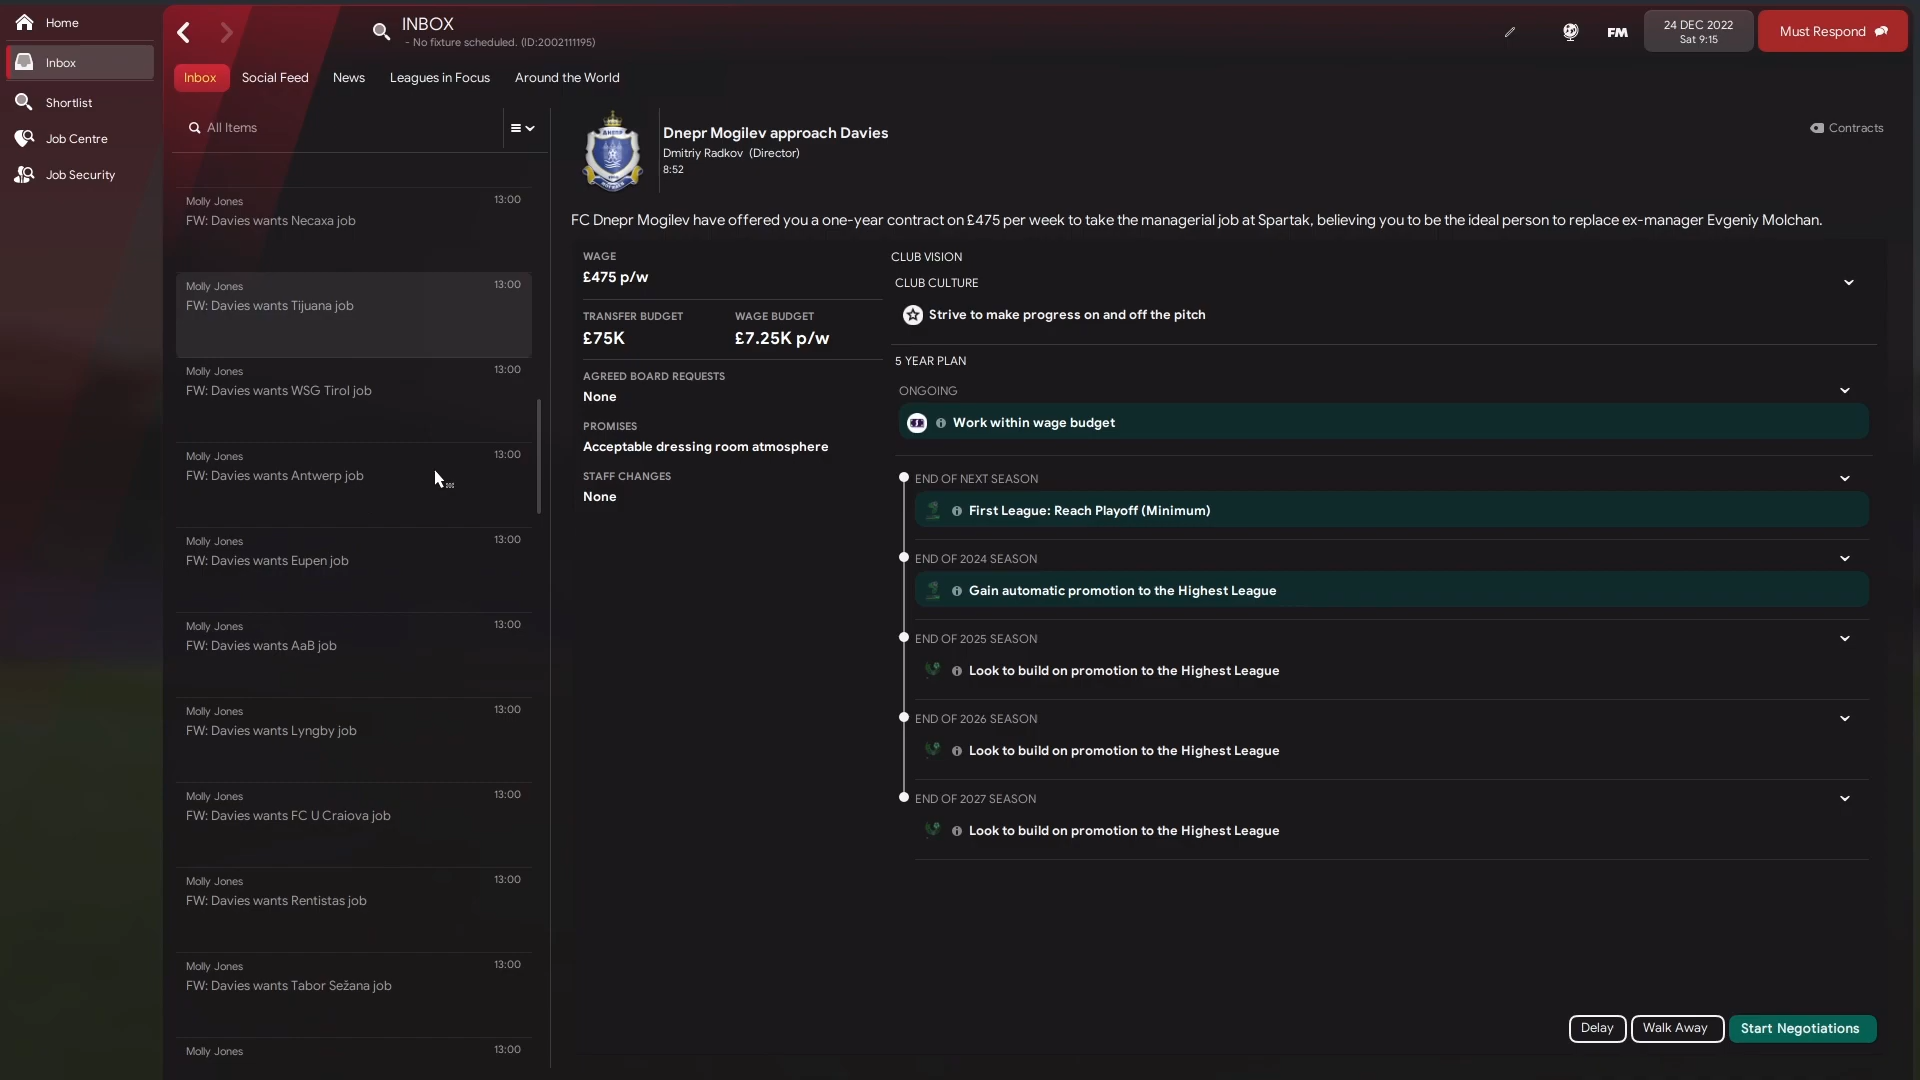 Home
Inbox
Shortlist
Job Centre
Job Security
INBOX
- No fixture scheduled. (ID:2002111195)
FM
24 DEC 2022
Sat 9:15
Must Respond
Inbox
Social Feed
News
Leagues in Focus
Around the World
All Items
Molly Jones
13:00
FW: Davies wants Necaxa job
Molly Jones
13:00
FW: Davies wants Tijuana job
Molly Jones
13:00
FW: Davies wants WSG Tirol job
Molly Jones
13:00
FW: Davies wants Antwerp job
Molly Jones
13:00
FW: Davies wants Eupen job
Molly Jones
13:00
FW: Davies wants AaB job
Molly Jones
13:00
FW: Davies wants Lyngby job
Molly Jones
13:00
FW: Davies wants FC U Craiova job
Molly Jones
13:00
FW: Davies wants Rentistas job
Molly Jones
13:00
FW: Davies wants Tabor Sežana job
Molly Jones
13:00
Dnepr Mogilev approach Davies
Dmitriy Radkov (Director)
8:52
Contracts
FC Dnepr Mogilev have offered you a one-year contract on £475 per week to take the managerial job at Spartak, believing you to be the ideal person to replace ex-manager Evgeniy Molchan.
WAGE
£475 p/w
TRANSFER BUDGET
£75K
WAGE BUDGET
£7.25K p/w
AGREED BOARD REQUESTS
None
PROMISES
Acceptable dressing room atmosphere
STAFF CHANGES
None
CLUB VISION
CLUB CULTURE
Strive to make progress on and off the pitch
5 YEAR PLAN
ONGOING
Work within wage budget
END OF NEXT SEASON
First League: Reach Playoff (Minimum)
END OF 2024 SEASON
Gain automatic promotion to the Highest League
END OF 2025 SEASON
Look to build on promotion to the Highest League
END OF 2026 SEASON
Look to build on promotion to the Highest League
END OF 2027 SEASON
Look to build on promotion to the Highest League
Delay
Walk Away
Start Negotiations